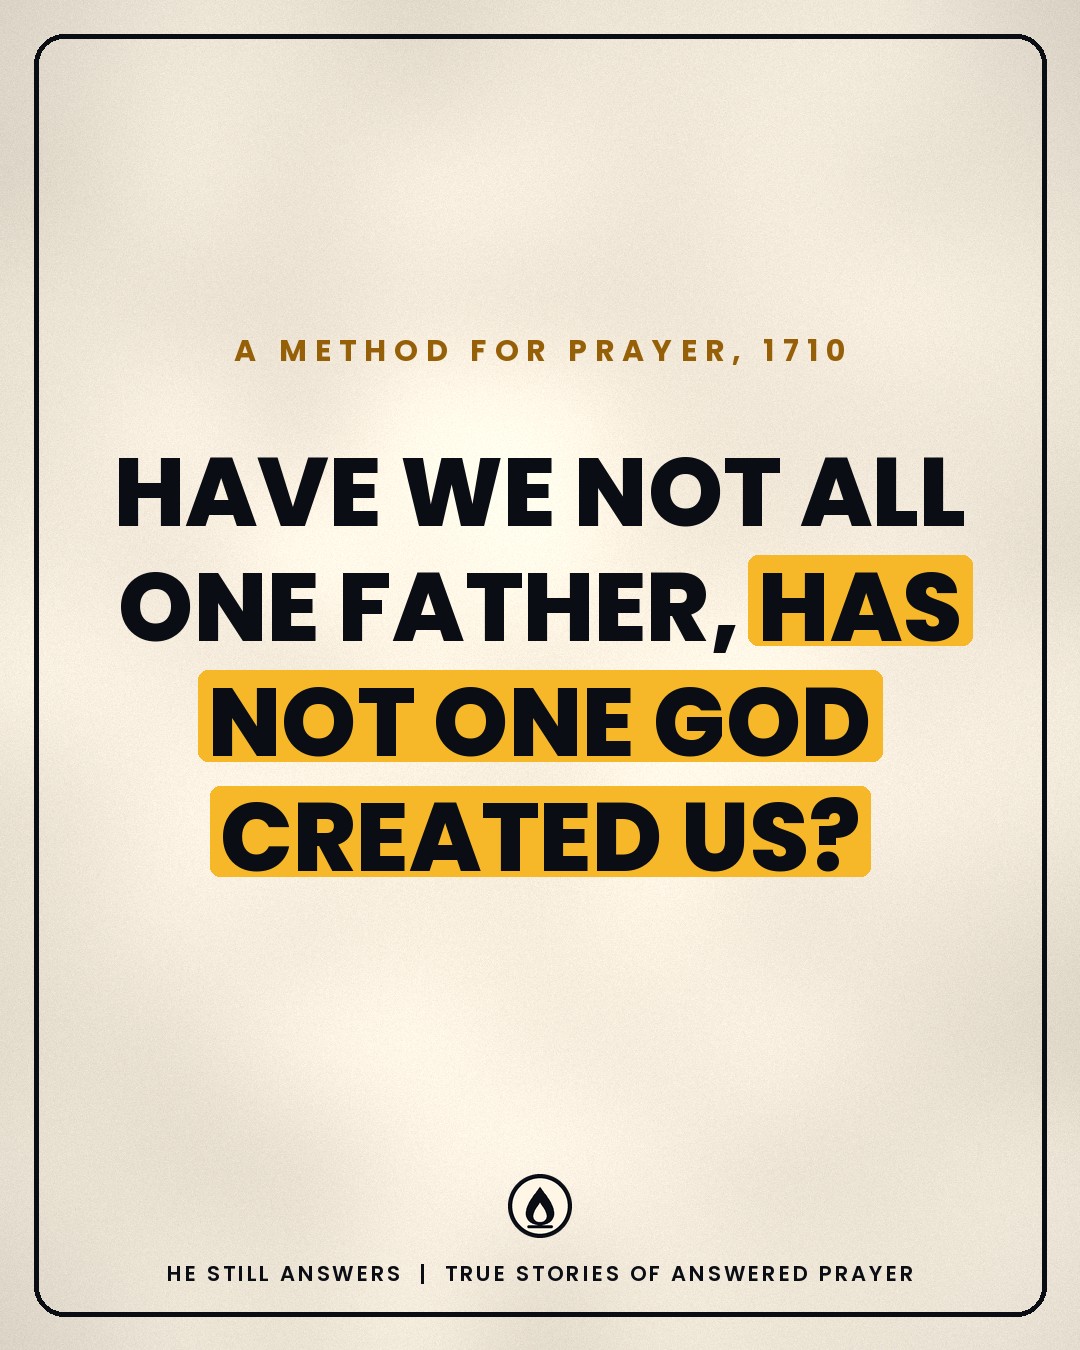 A METHOD FOR PRAYER, 1710
HAVE WE NOT ALL
ONE FATHER, HAS
NOT ONE GOD
CREATED US?
HE STILL ANSWERS | TRUE STORIES OF ANSWERED PRAYER